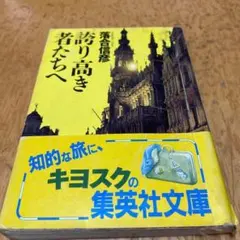 落合信彦
誇り高き
者たちへ
知的な旅に、
キヨスクの
集英社文庫